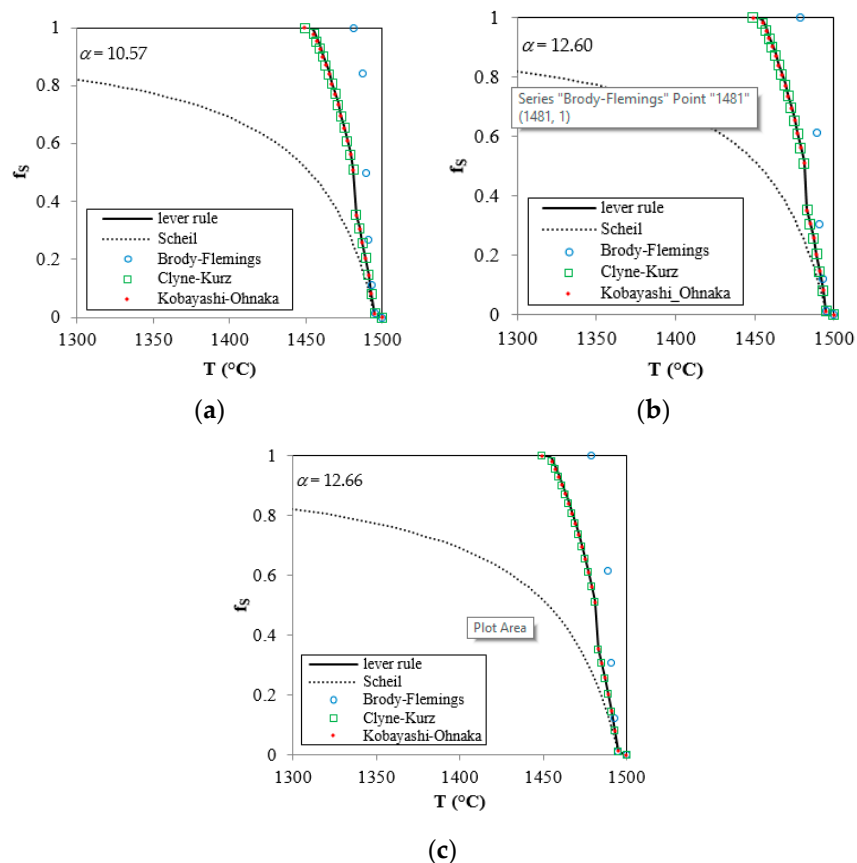 α = 10.57
1
0.8
0.6
0.4
0.2
0
f_S
lever rule
Scheil
Brody-Flemings
Clyne-Kurz
Kobayashi-Ohnaka
1300
1350
1400
1450
1500
T (°C)
(a)
α = 12.60
1
0.8
0.6
0.4
0.2
0
f_S
Series "Brody-Flemings" Point "1481"
(1481, 1)
lever rule
Scheil
Brody-Flemings
Clyne-Kurz
Kobayashi_Ohnaka
1300
1350
1400
1450
1500
T (°C)
(b)
α = 12.66
1
0.8
0.6
0.4
0.2
0
f_S
Plot Area
lever rule
Scheil
Brody-Flemings
Clyne-Kurz
Kobayashi-Ohnaka
1300
1350
1400
1450
1500
T (°C)
(c)